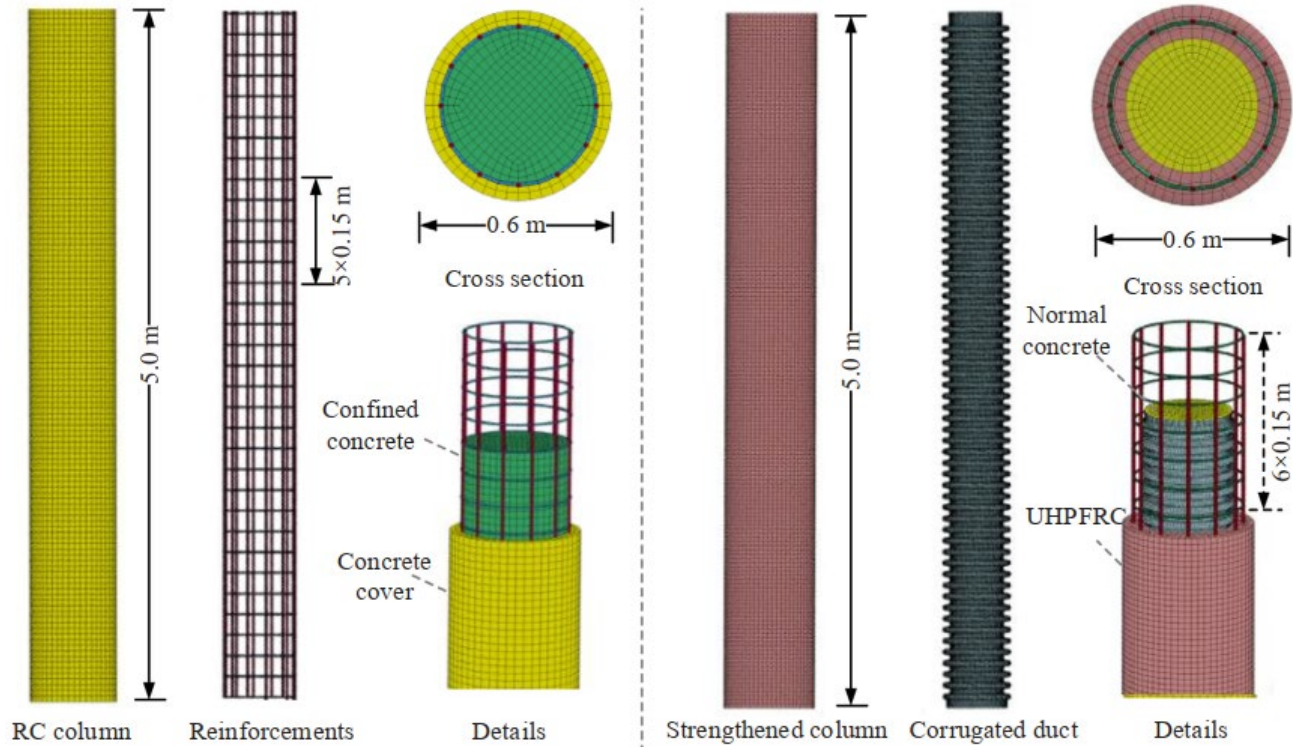 5.0 m
5×0.15 m
0.6 m
Cross section
Confined
concrete
Concrete
cover
RC column
Reinforcements
Details
5.0 m
0.6 m
Cross section
Normal
concrete
6×0.15 m
UHPFRC
Strengthened column
Corrugated duct
Details